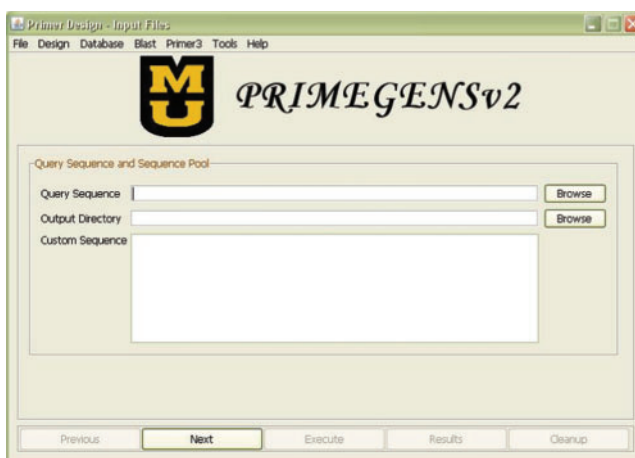 Primer Design - Input Files
File Design Database Blast Primer3 Tools Help
MU
PRIMEGENSv2
Query Sequence and Sequence Pool
Query Sequence Browse
Output Directory Browse
Custom Sequence
Previous Next Execute Results Cleanup